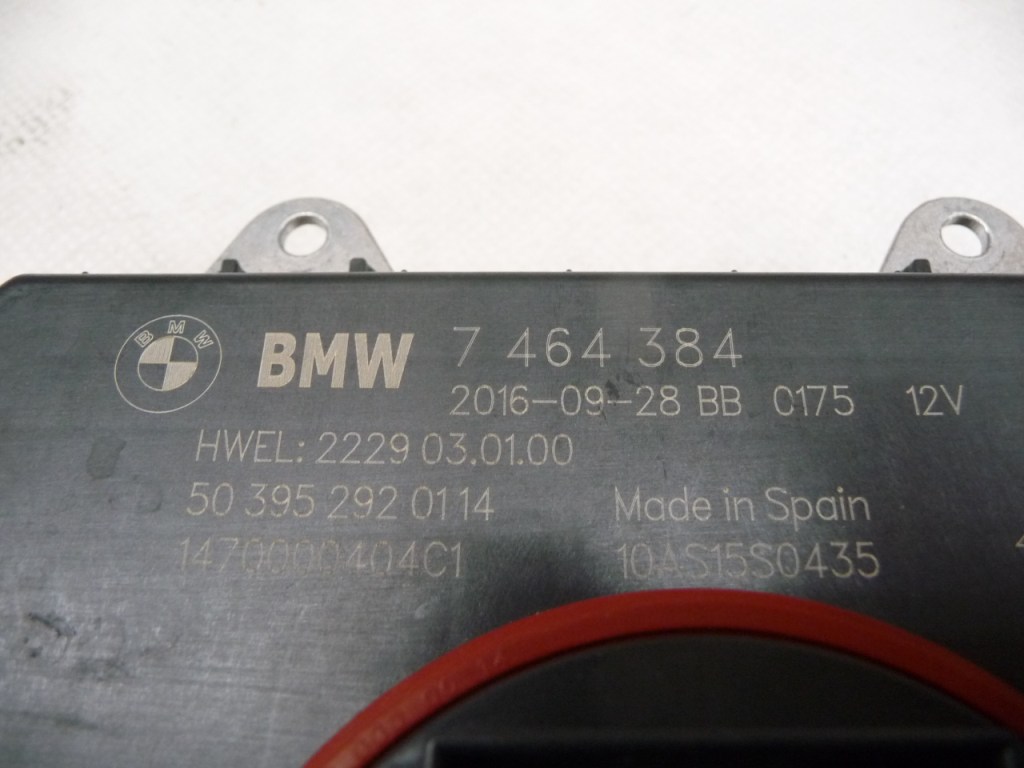 BMW BMW 7 464 384
2016-09-28 BB 0175 12V
HWEL: 2229 03.01.00
50 395 292 0114 Made in Spain
1470000404C1 10AS15S0435